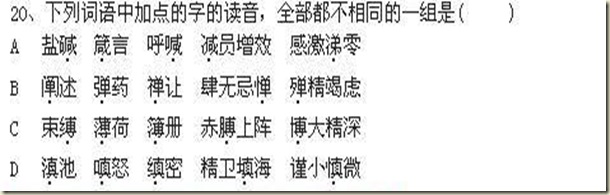 20、下列词语中加点的字的读音，全部都不相同的一组是(    )
A 盐碱 箴言 呼喊 减员增效 感激涕零
B 阐述 弹药 禅让 肆无忌惮 殚精竭虑
C 束缚 薄荷 簿册 赤膊上阵 博大精深
D 滇池 嗔怒 缜密 精卫填海 谨小慎微